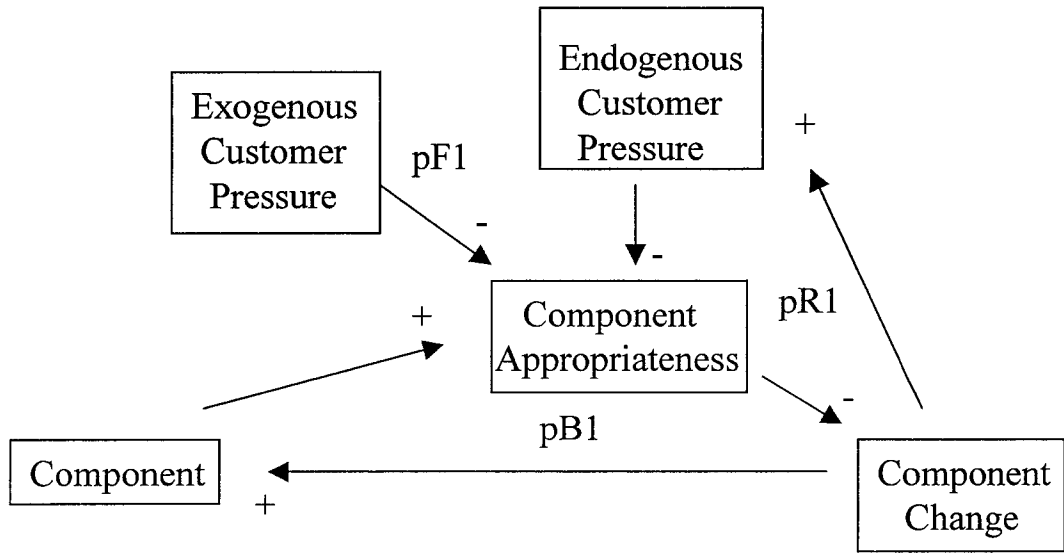 Exogenous
Customer
Pressure
pF1
-
Endogenous
Customer
Pressure
+
-
Component
Appropriateness
pR1
+
-
pB1
Component
+
Component
Change